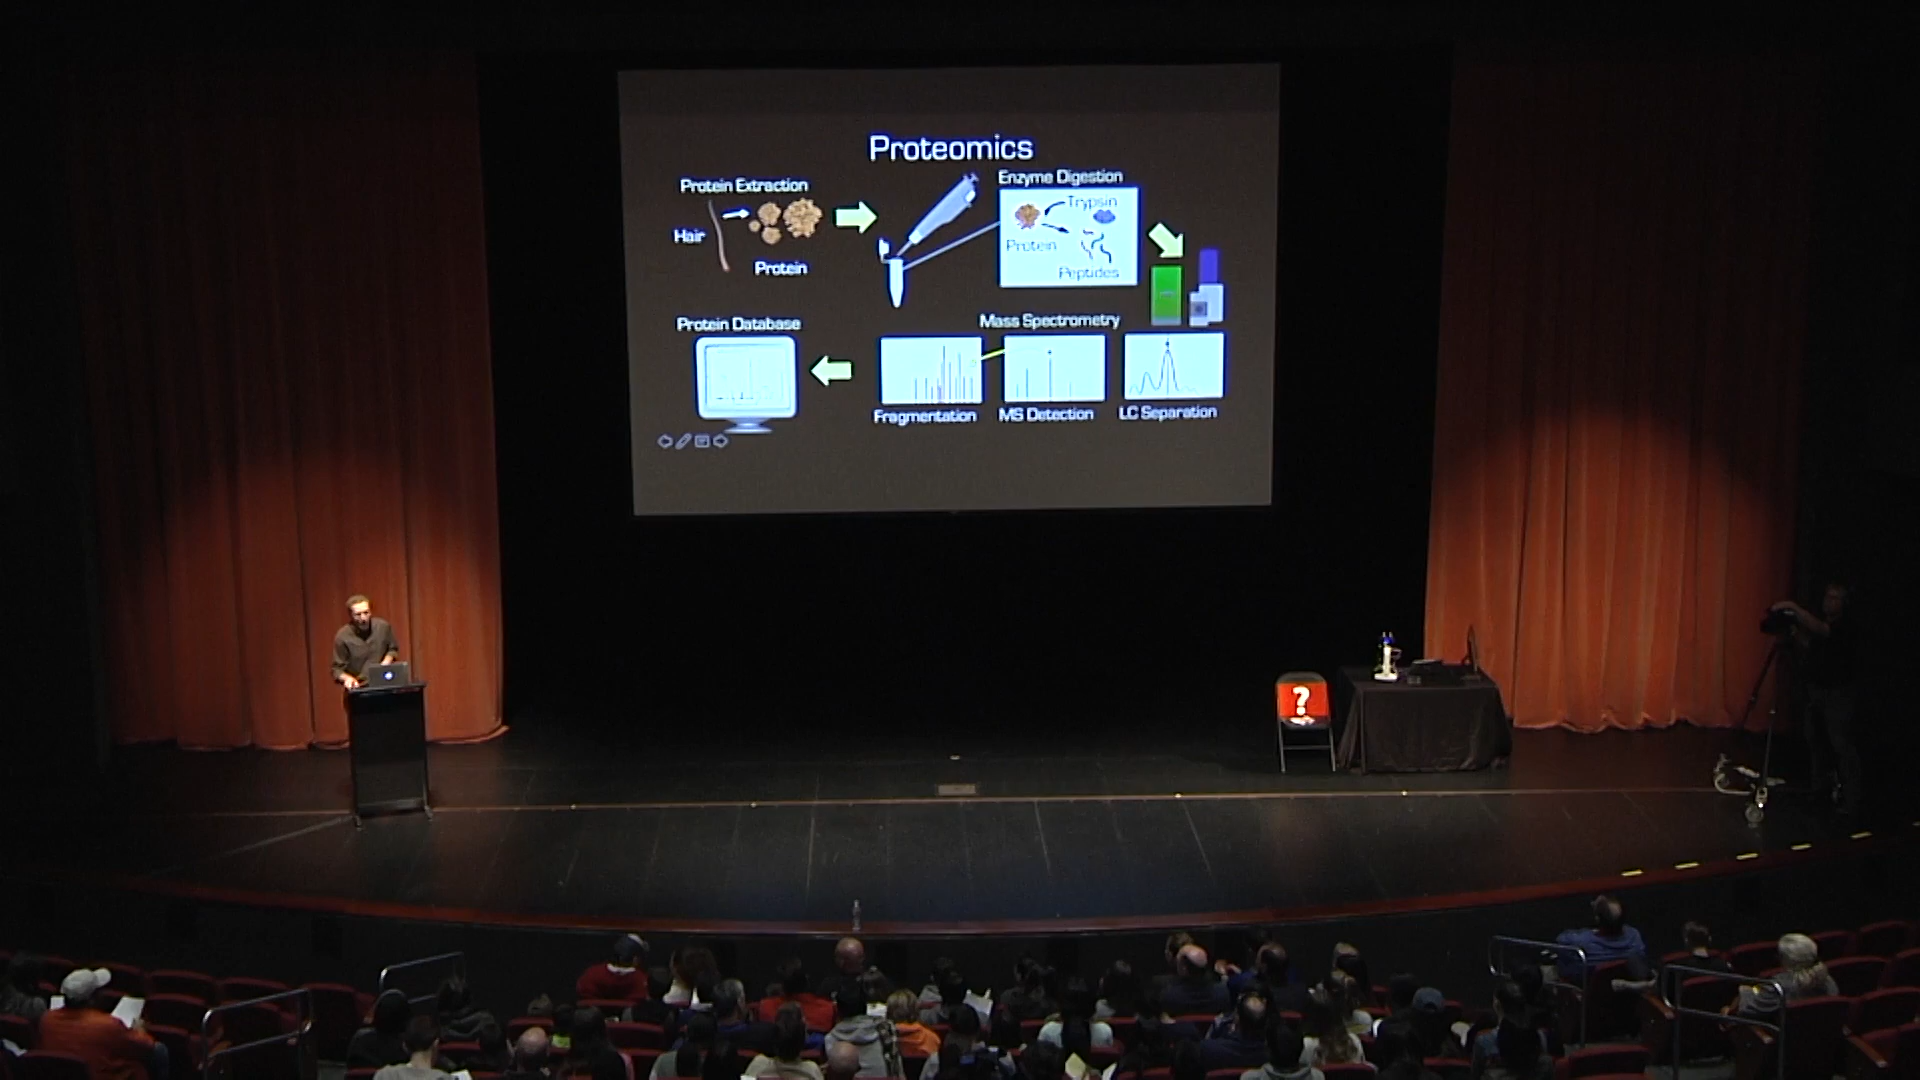 Proteomics
Protein Extraction
Enzyme Digestion
Trypsin
Hair
Protein
Protein
Peptides
Protein Database
Mass Spectrometry
Fragmentation
MS Detection
LC Separation
?